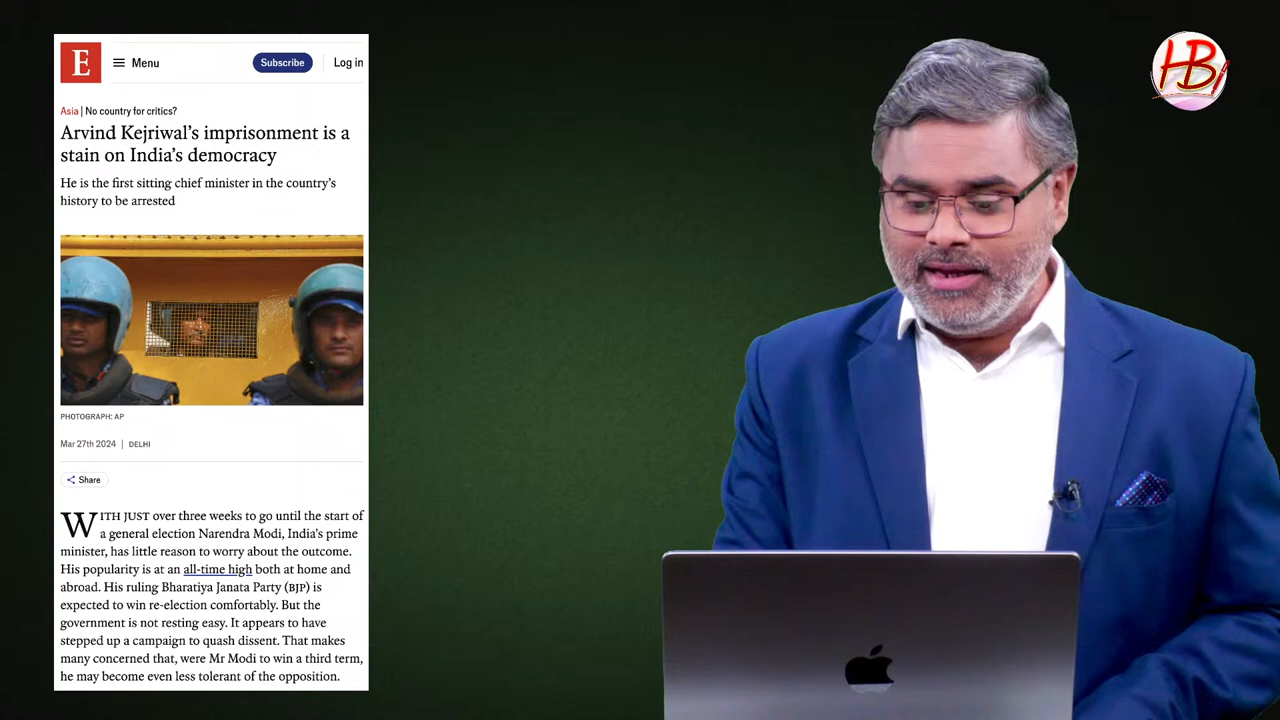 E
Menu
Subscribe
Log in
Asia | No country for critics?
Arvind Kejriwal's imprisonment is a
stain on India's democracy
He is the first sitting chief minister in the country's
history to be arrested
PHOTOGRAPH: AP
Mar 27th 2024 | DELHI
Share
WITH JUST over three weeks to go until the start of
a general election Narendra Modi, India's prime
minister, has little reason to worry about the outcome.
His popularity is at an all-time high both at home and
abroad. His ruling Bharatiya Janata Party (BJP) is
expected to win re-election comfortably. But the
government is not resting easy. It appears to have
stepped up a campaign to quash dissent. That makes
many concerned that, were Mr Modi to win a third term,
he may become even less tolerant of the opposition.
HBI